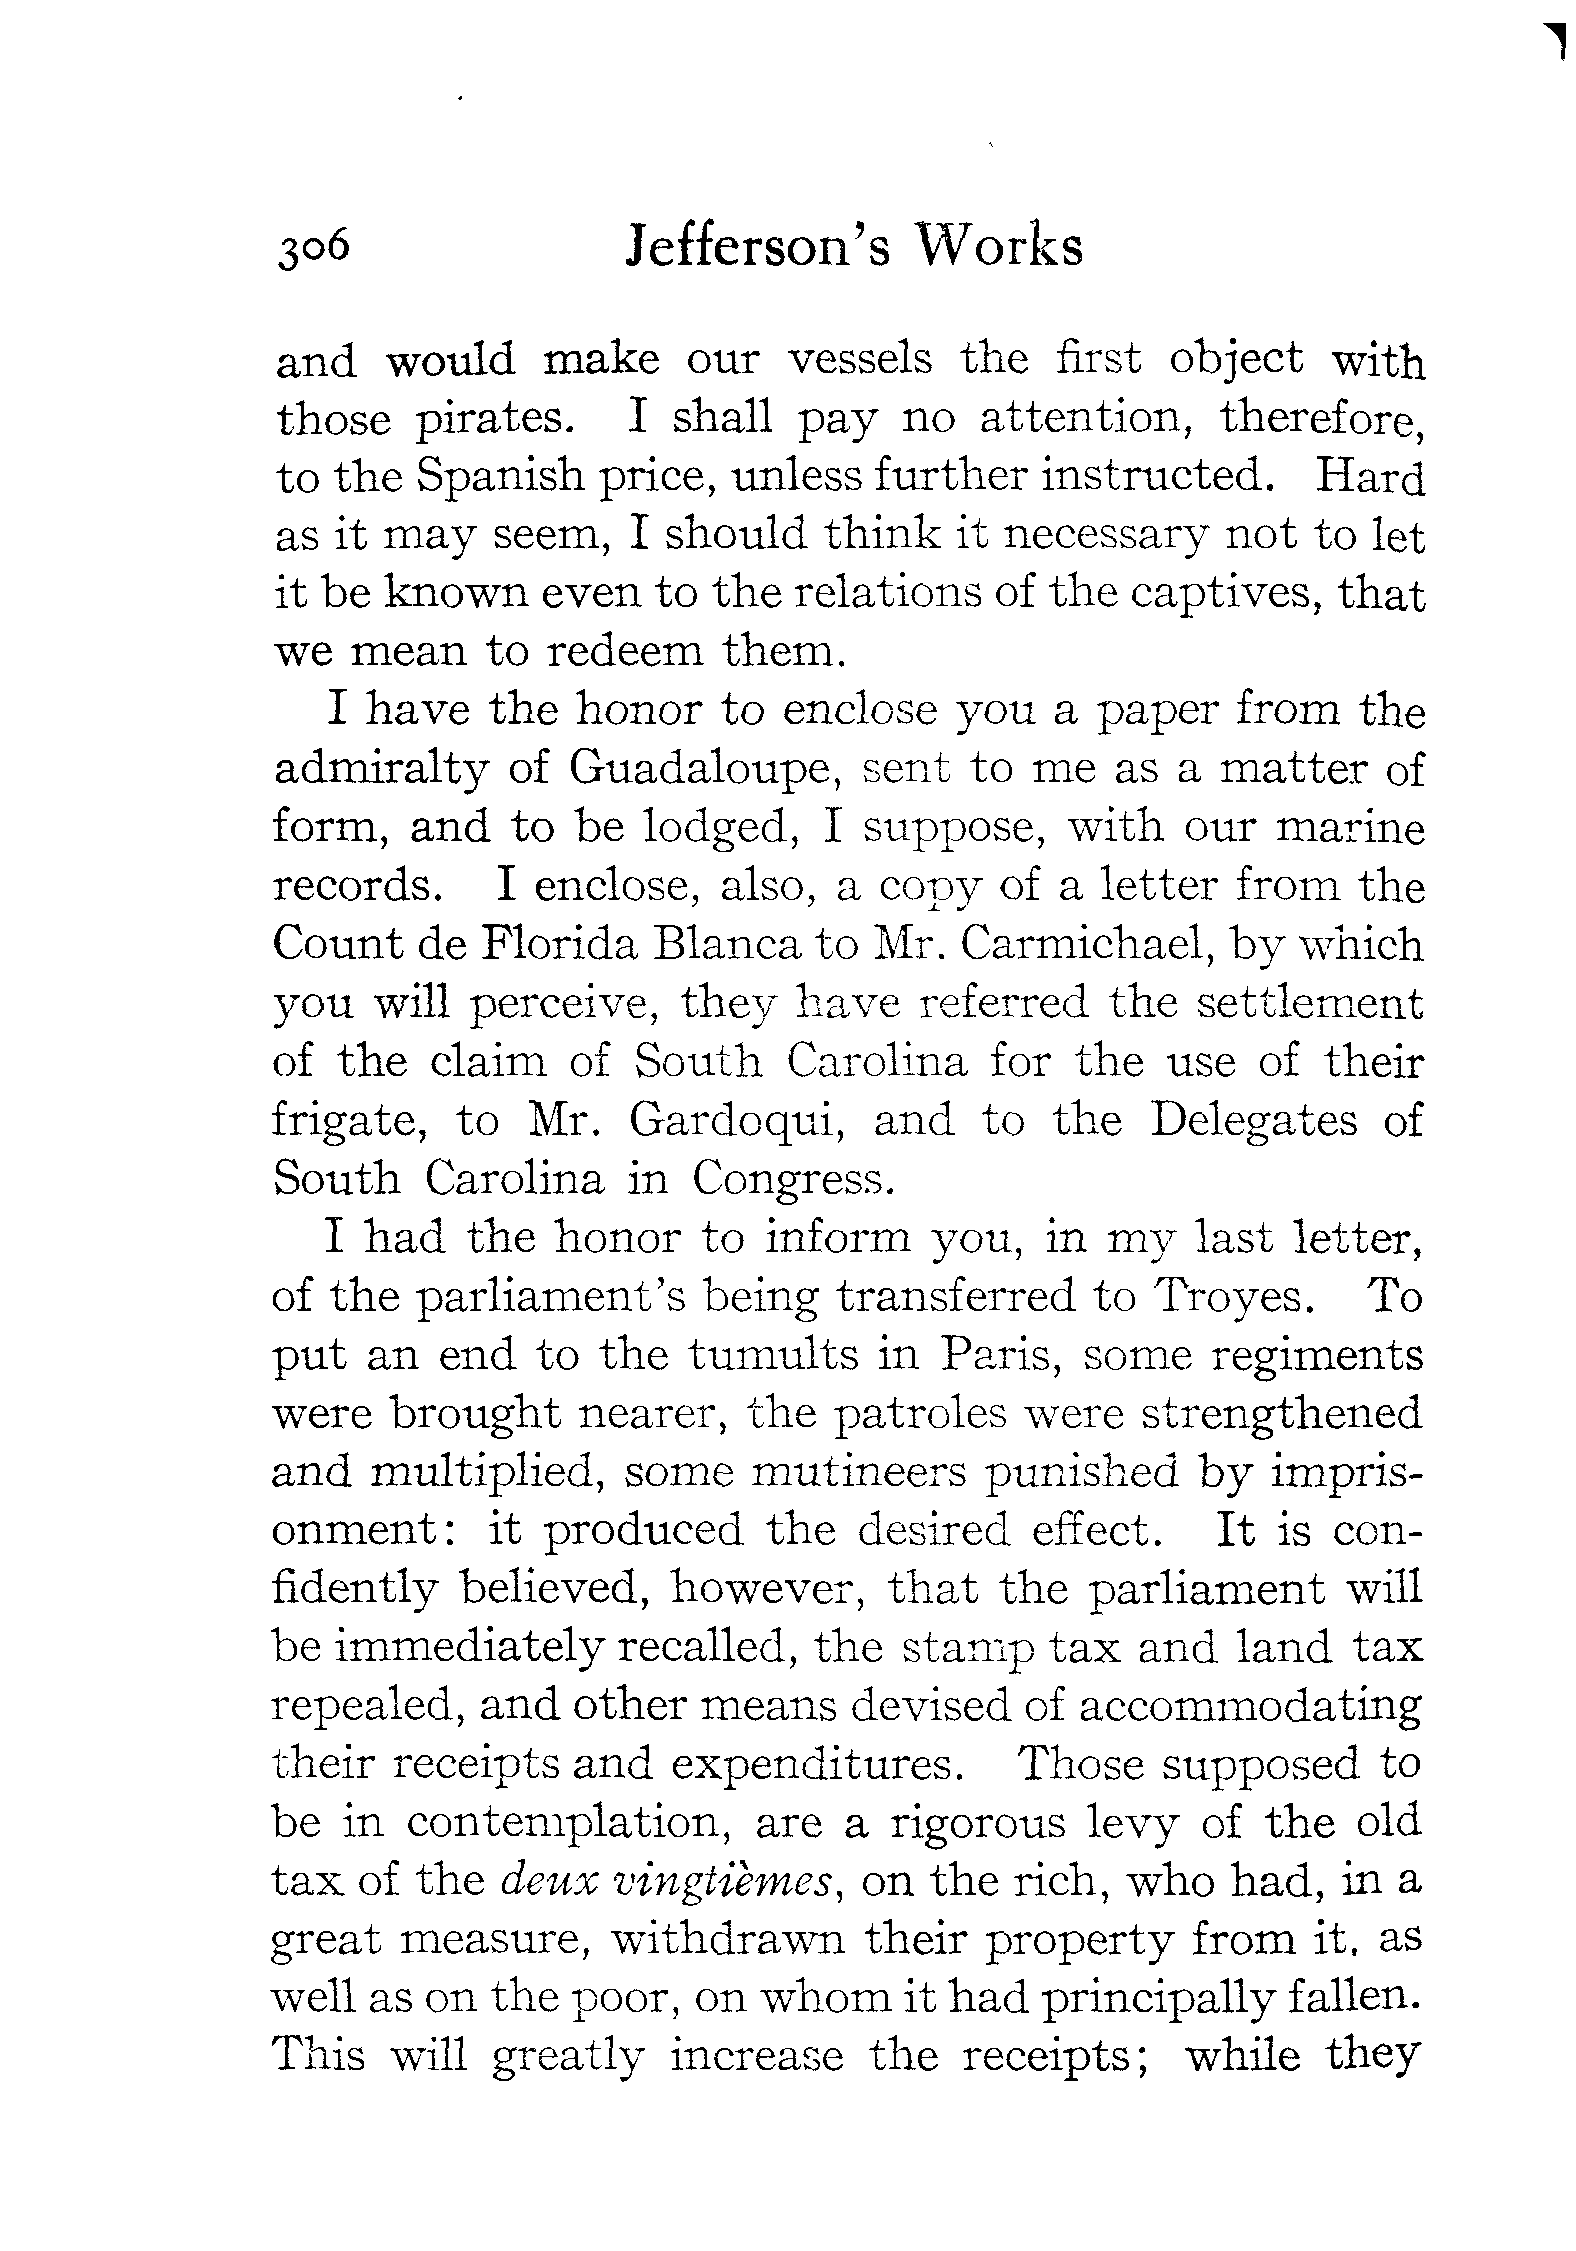 306 Jefferson's Works
and would make our vessels the first object with
those pirates. I shall pay no attention, therefore,
to the Spanish price, unless further instructed. Hard
as it may seem, I should think it necessary not to let
it be known even to the relations of the captives, that
we mean to redeem them.
I have the honor to enclose you a paper from the
admiralty of Guadaloupe, sent to me as a matter of
form, and to be lodged, I suppose, with our marine
records. I enclose, also, a copy of a letter from the
Count de Florida Blanca to Mr. Carmichael, by which
you will perceive, they have referred the settlement
of the claim of South Carolina for the use of their
frigate, to Mr. Gardoqui, and to the Delegates of
South Carolina in Congress.
I had the honor to inform you, in my last letter,
of the parliament's being transferred to Troyes. To
put an end to the tumults in Paris, some regiments
were brought nearer, the patroles were strengthened
and multiplied, some mutineers punished by impris-
onment: it produced the desired effect. It is con-
fidently believed, however, that the parliament will
be immediately recalled, the stamp tax and land tax
repealed, and other means devised of accommodating
their receipts and expenditures. Those supposed to
be in contemplation, are a rigorous levy of the old
tax of the deux vingtièmes, on the rich, who had, in a
great measure, withdrawn their property from it, as
well as on the poor, on whom it had principally fallen.
This will greatly increase the receipts; while they